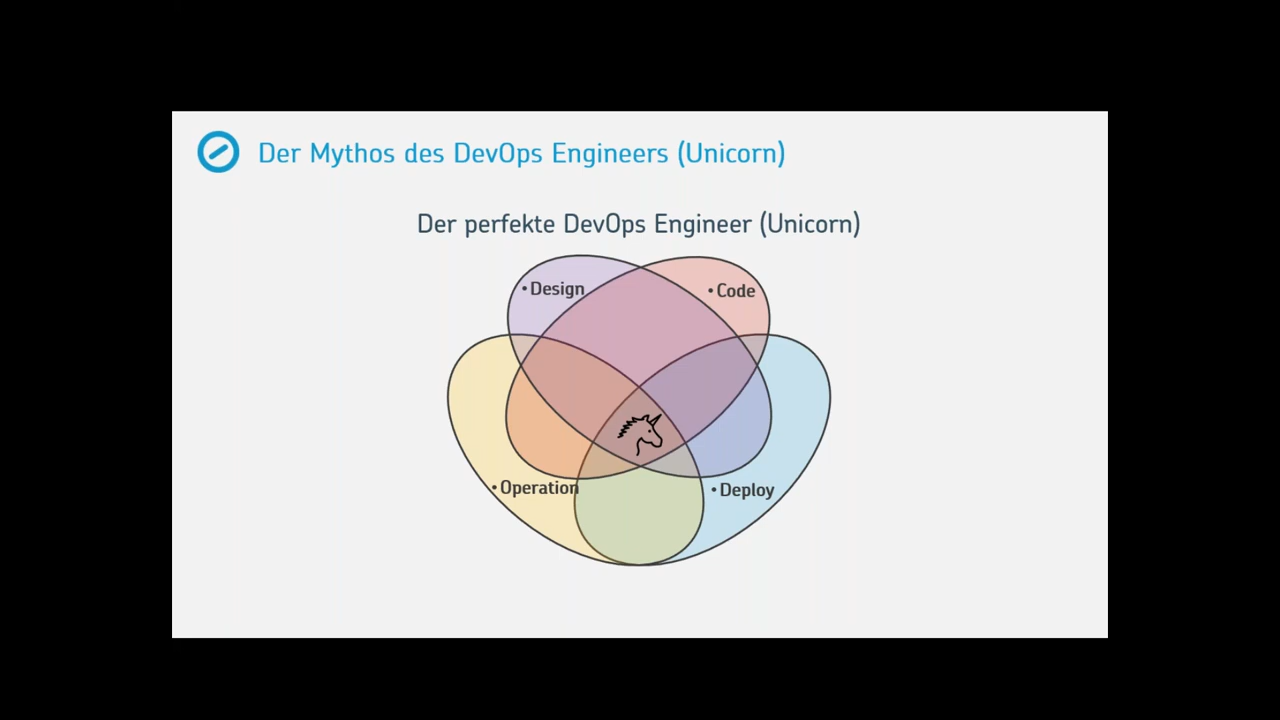 Der Mythos des DevOps Engineers (Unicorn)
Der perfekte DevOps Engineer (Unicorn)
• Design
• Code
• Operation
• Deploy